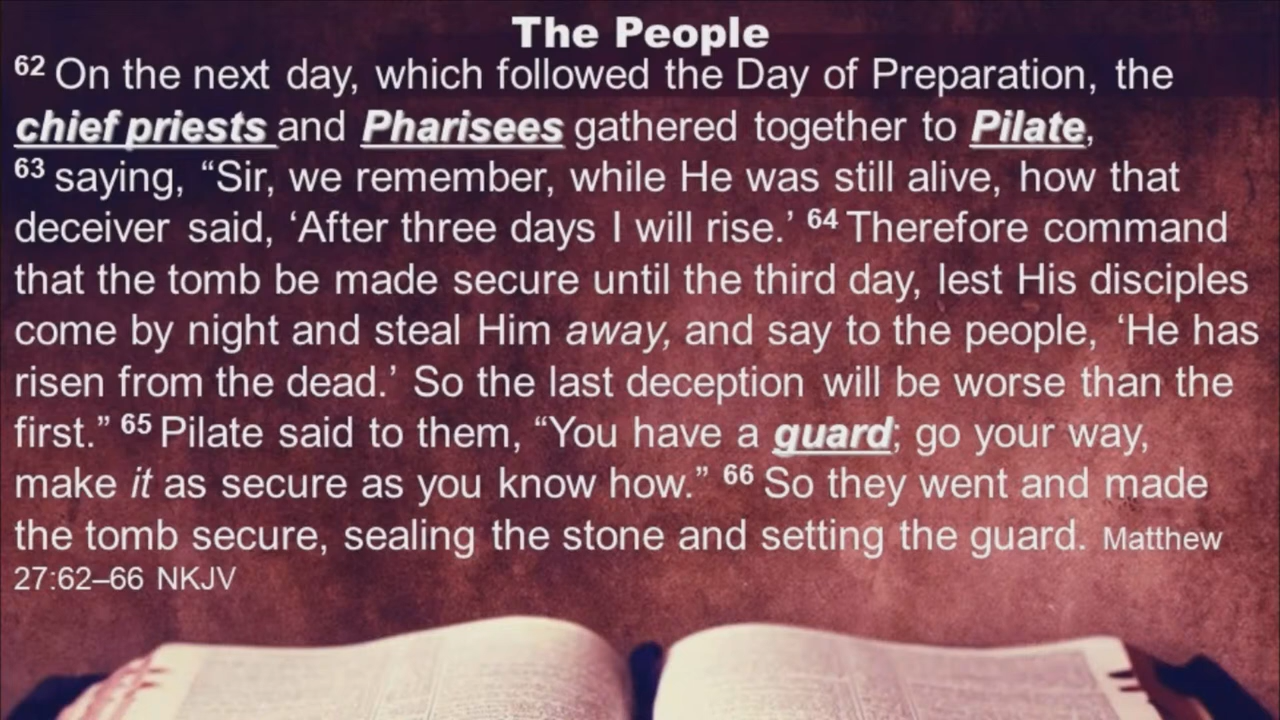 The People
62 On the next day, which followed the Day of Preparation, the
chief priests and Pharisees gathered together to Pilate,
63 saying, “Sir, we remember, while He was still alive, how that
deceiver said, ‘After three days I will rise.’ 64 Therefore command
that the tomb be made secure until the third day, lest His disciples
come by night and steal Him away, and say to the people, ‘He has
risen from the dead.’ So the last deception will be worse than the
first.” 65 Pilate said to them, “You have a guard; go your way,
make it as secure as you know how.” 66 So they went and made
the tomb secure, sealing the stone and setting the guard. Matthew
27:62–66 NKJV